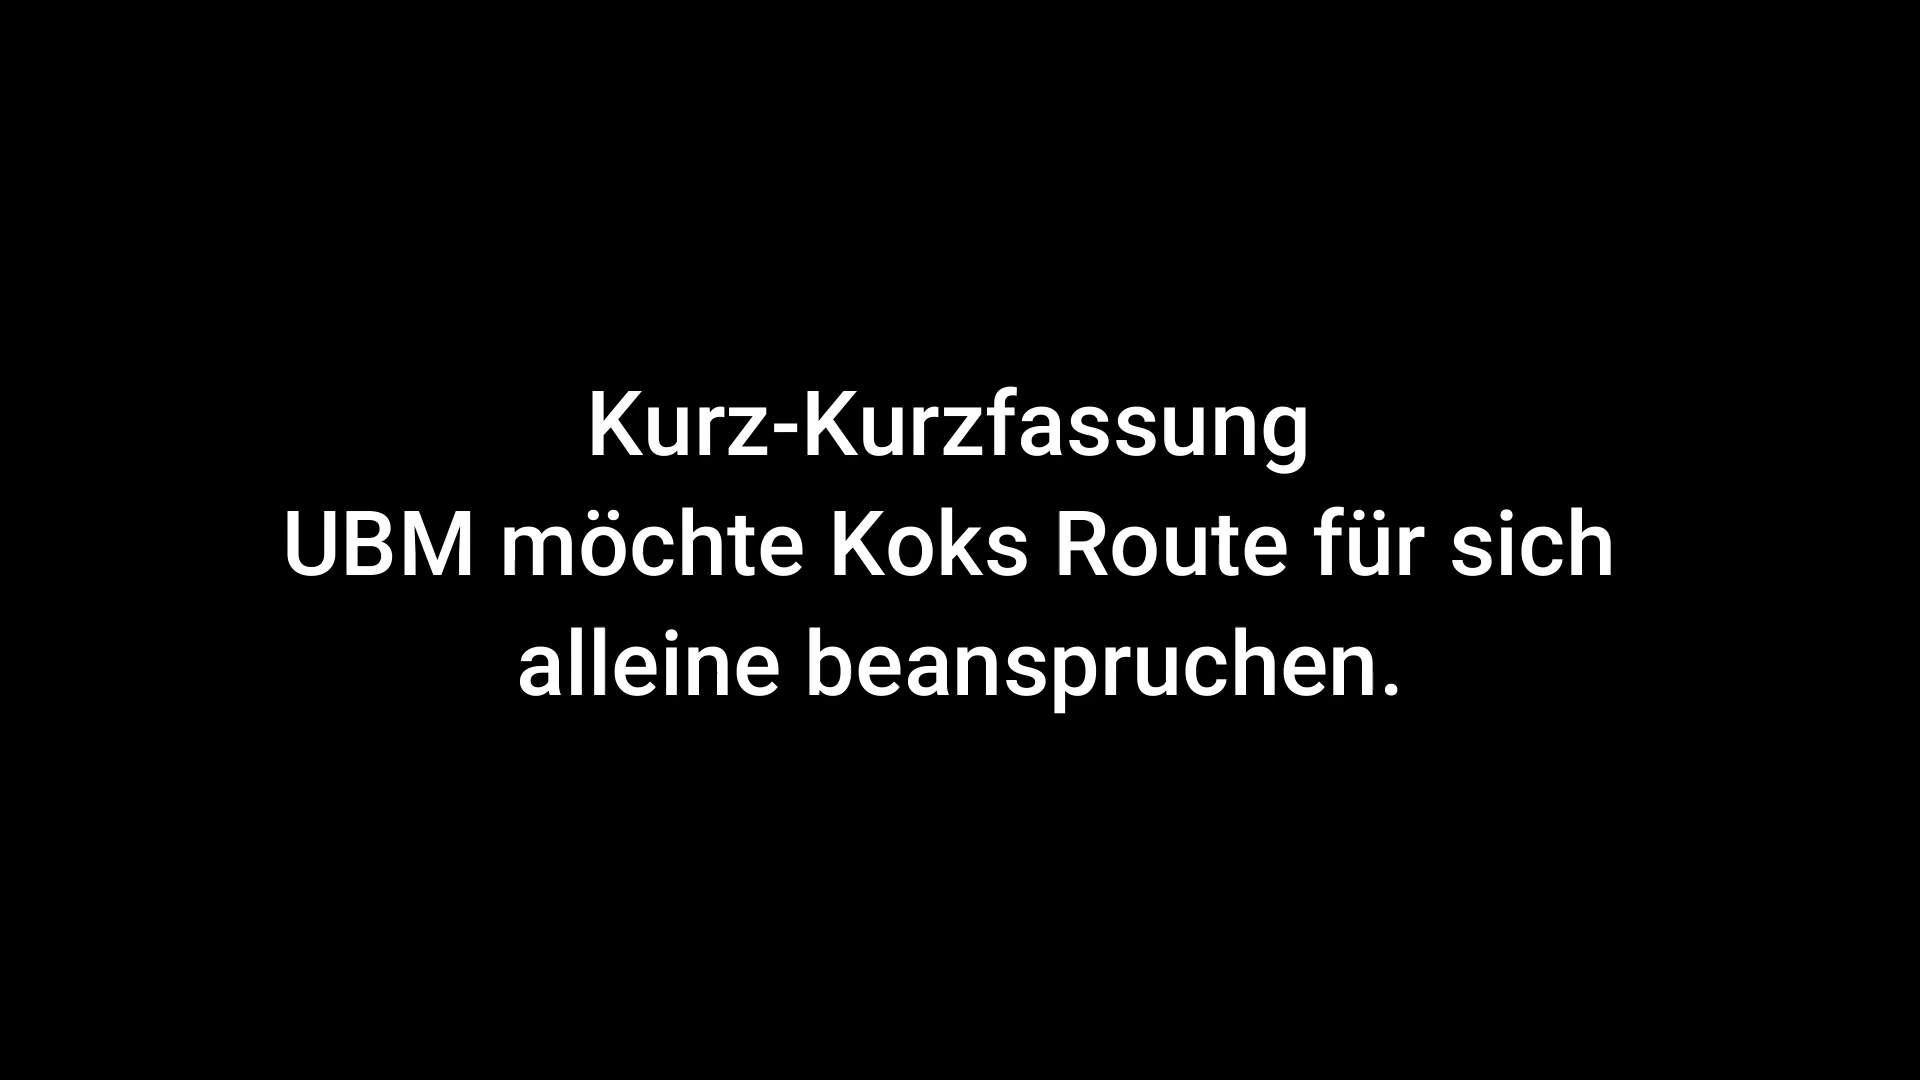 Kurz-Kurzfassung
UBM möchte Koks Route für sich
alleine beanspruchen.